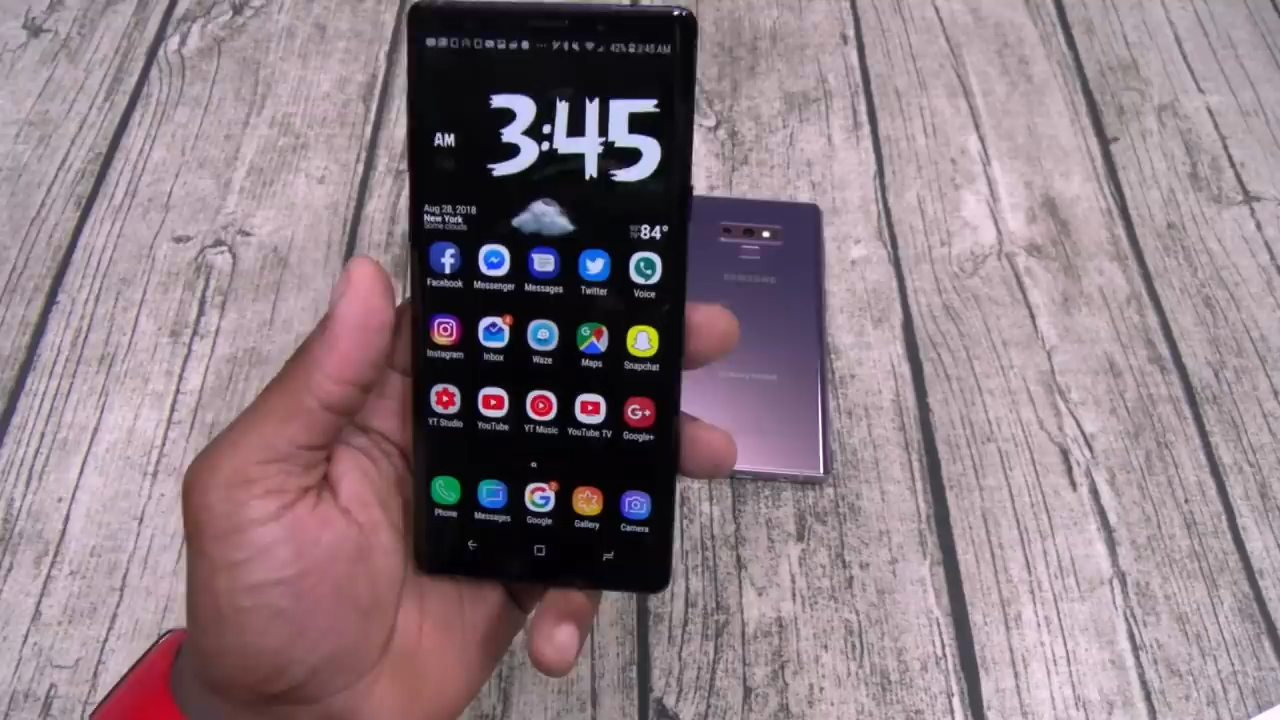 42% 3:45 AM
AM 3:45
Aug 28, 2018
New York
Some clouds
84°
Facebook Messenger Messages Twitter Voice
Instagram Inbox Waze Maps Snapchat
YT Studio YouTube YT Music YouTube TV Google+
Phone Messages Google Gallery Camera
SAMSUNG